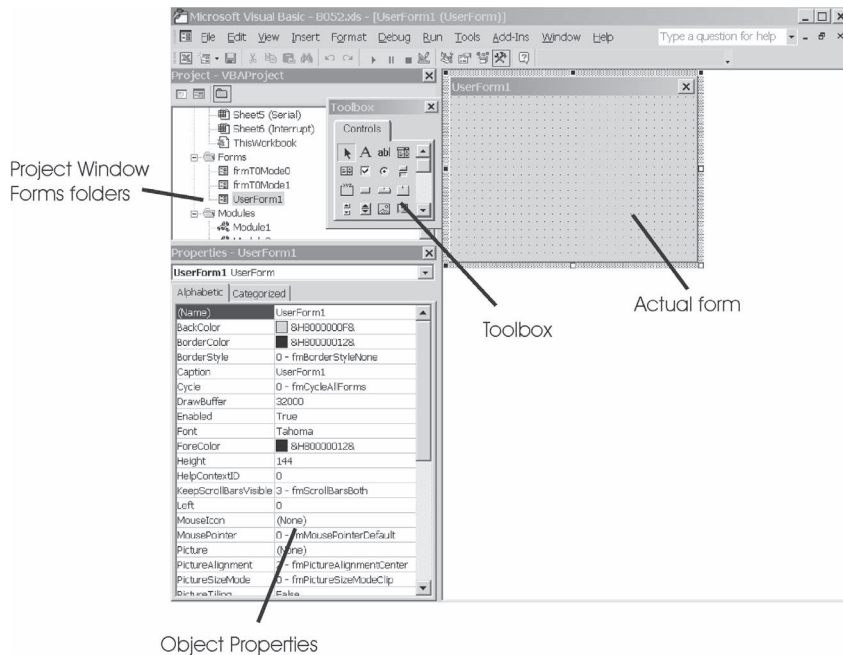 Microsoft Visual Basic - 8052.xls - [UserForm1 (UserForm)]
File Edit View Insert Format Debug Run Tools Add-Ins Window Help
Type a question for help
Project - VBAProject
Sheet5 (Serial)
Sheet6 (Interrupt)
ThisWorkbook
Forms
frmT0Mode0
frmT0Mode1
UserForm1
Modules
Module1
Toolbox
Controls
A abl
UserForm1
Project Window
Forms folders
Toolbox
Actual form
Properties - UserForm1
UserForm1 UserForm
Alphabetic Categorized
(Name) UserForm1
BackColor &H8000000F&
BorderColor &H80000012&
BorderStyle 0 - fmBorderStyleNone
Caption UserForm1
Cycle 0 - fmCycleAllForms
DrawBuffer 32000
Enabled True
Font Tahoma
ForeColor &H80000012&
Height 144
HelpContextID 0
KeepScrollBarsVisible 3 - fmScrollBarsBoth
Left 0
MouseIcon (None)
MousePointer 0 - fmMousePointerDefault
Picture (None)
PictureAlignment 2 - fmPictureAlignmentCenter
PictureSizeMode 0 - fmPictureSizeModeClip
PictureTiling False
Object Properties